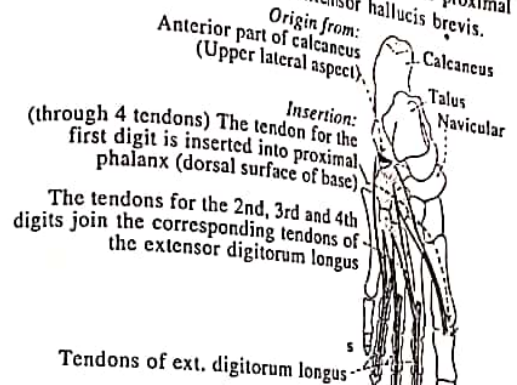 proximal
hallucis brevis.
Origin from:
Anterior part of calcaneus
(Upper lateral aspect)
Calcaneus
Talus
Navicular
Insertion:
(through 4 tendons) The tendon for the
first digit is inserted into proximal
phalanx (dorsal surface of base)
The tendons for the 2nd, 3rd and 4th
digits join the corresponding tendons of
the extensor digitorum longus
s
Tendons of ext. digitorum longus